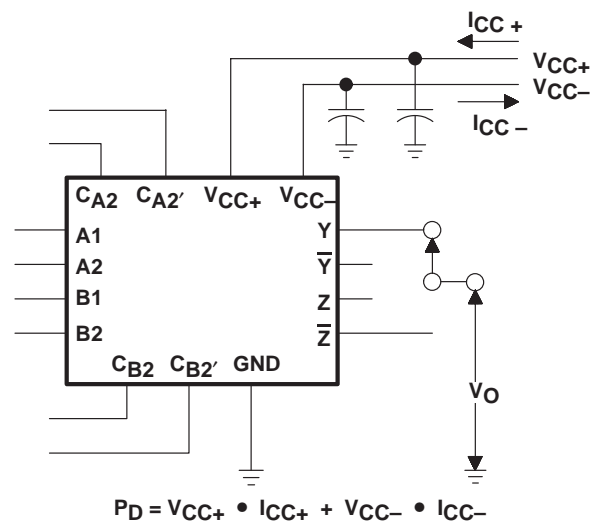 ICC +
VCC+
VCC–
ICC –
CA2 CA2′ VCC+ VCC–
A1 Y
A2 Y̅
B1 Z
B2 Z̅
CB2 CB2′ GND
VO
PD = VCC+ ● ICC+ + VCC– ● ICC–